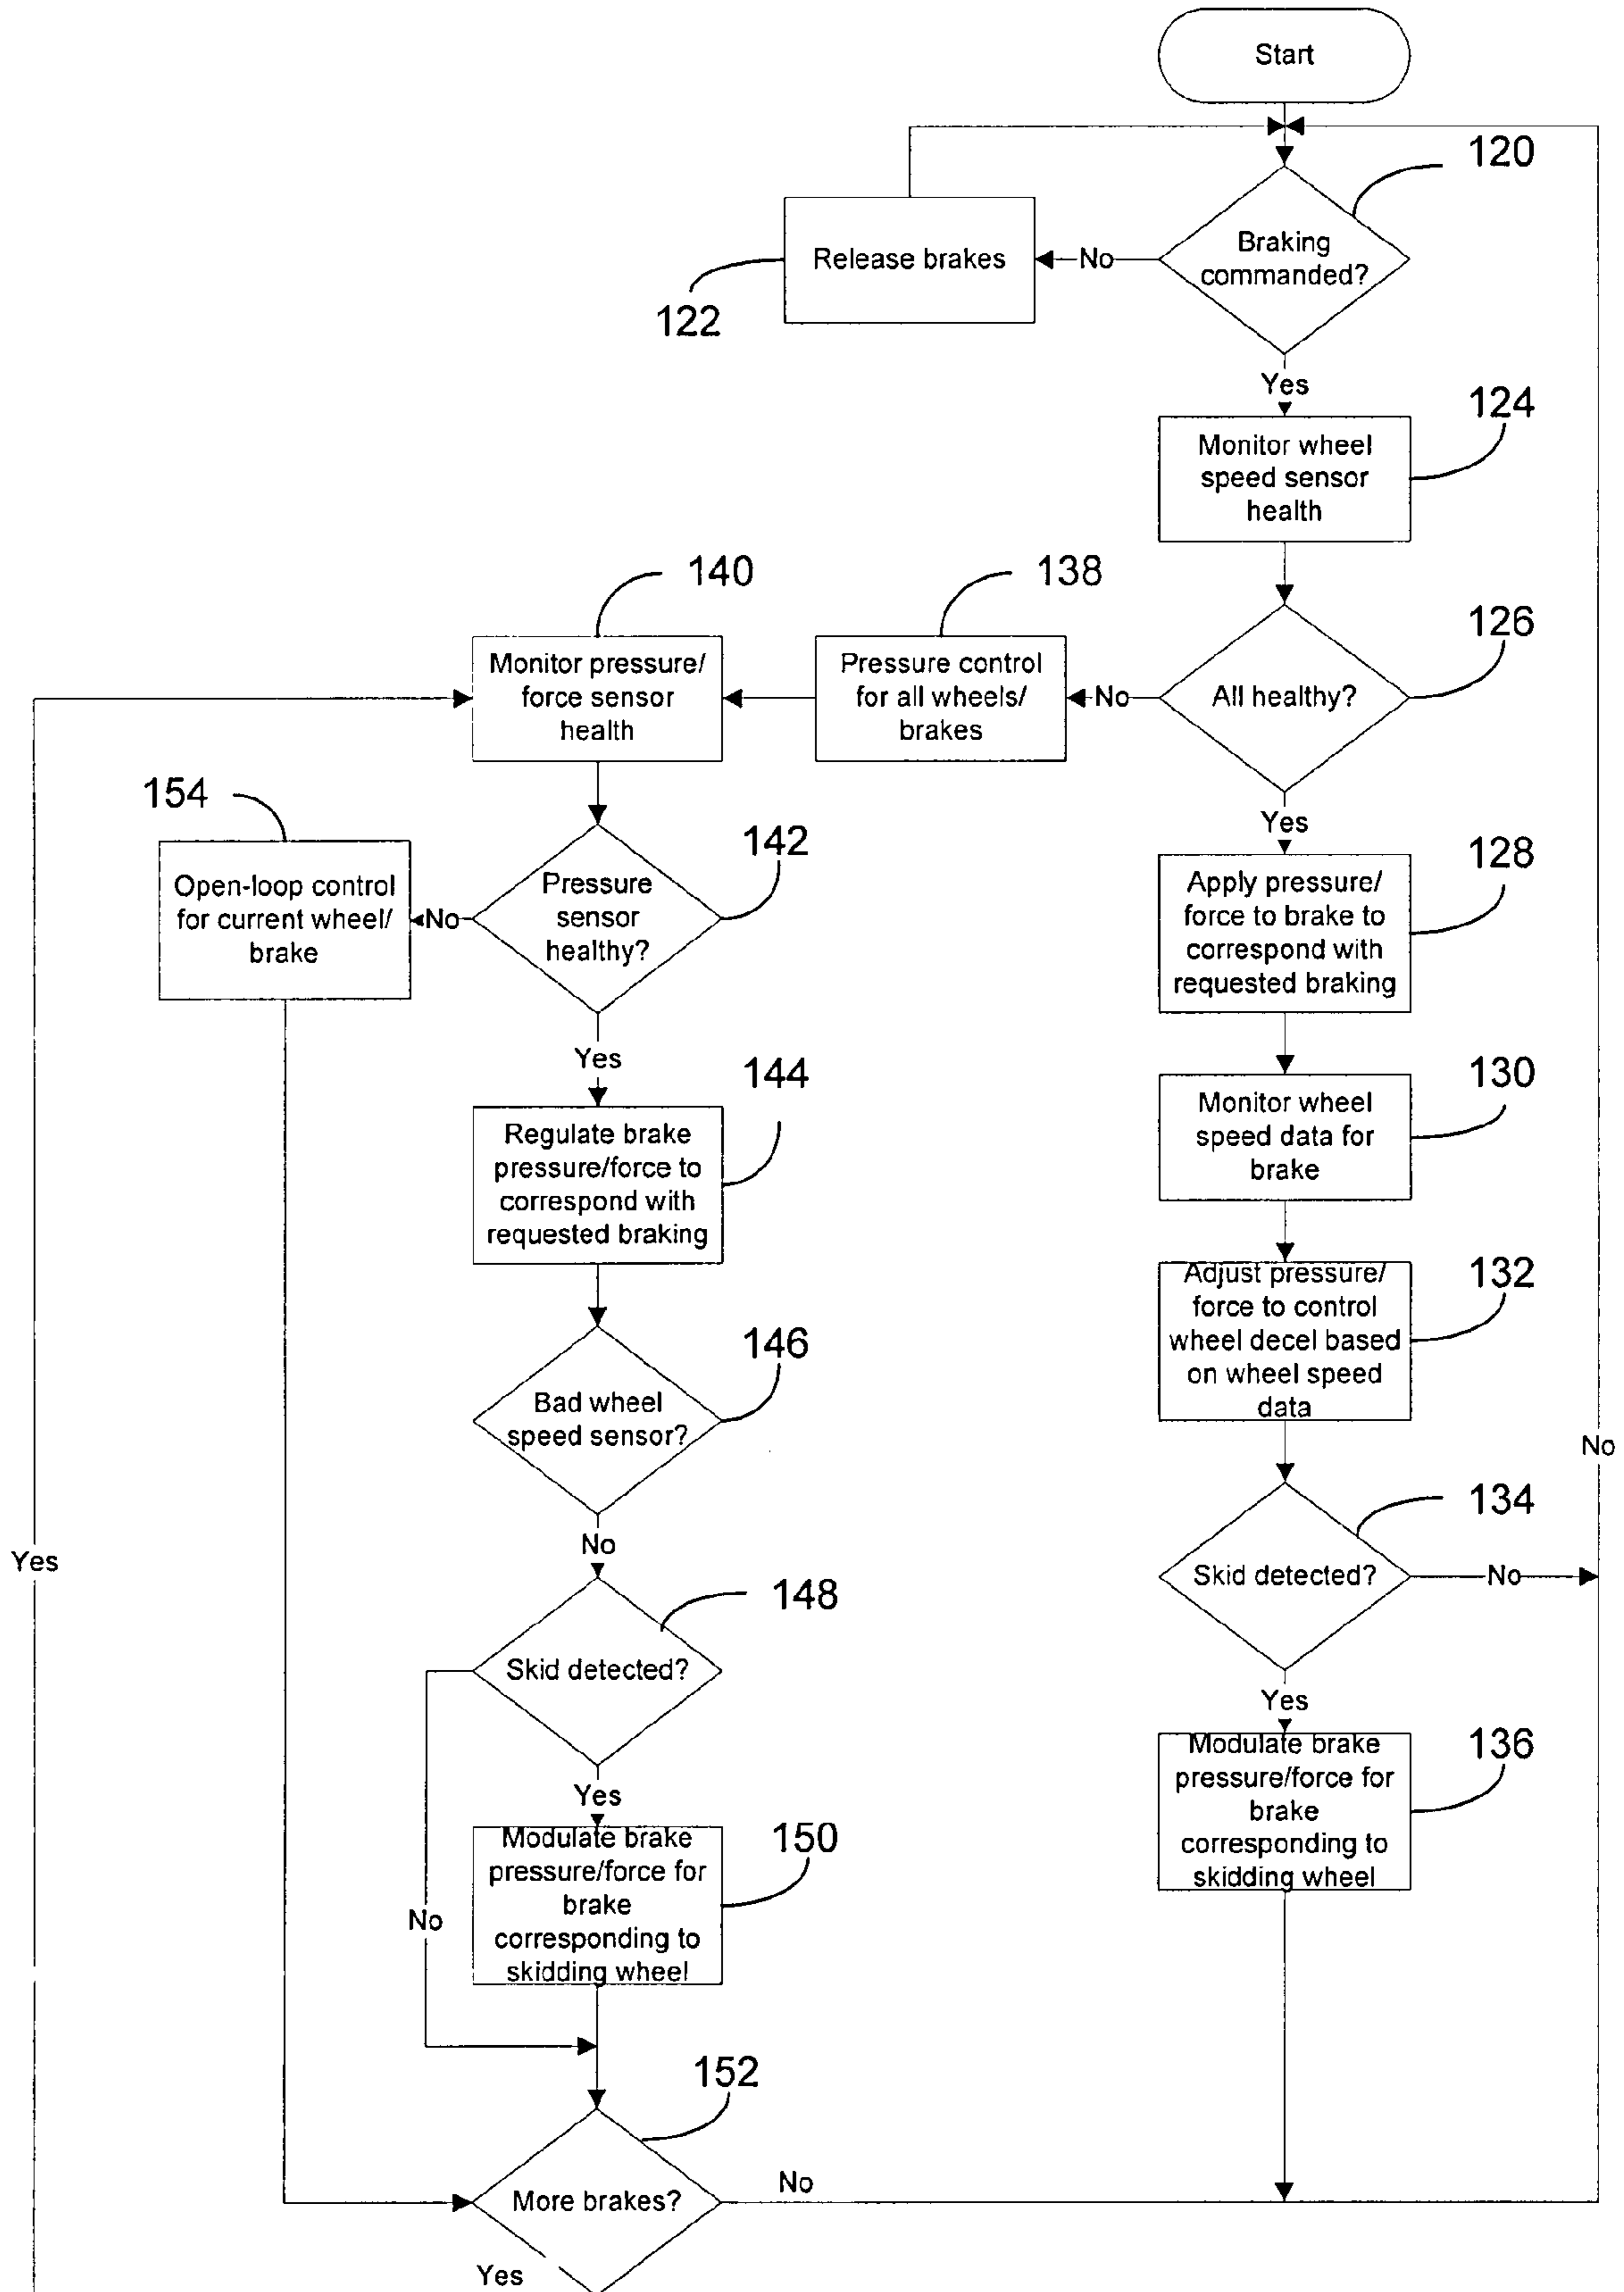 Start
120
Braking
commanded?
No
Release brakes
122
Yes
124
Monitor wheel
speed sensor
health
126
All healthy?
No
138
Pressure control
for all wheels/
brakes
140
Monitor pressure/
force sensor
health
Yes
128
Apply pressure/
force to brake to
correspond with
requested braking
142
Pressure
sensor
healthy?
No
154
Open-loop control
for current wheel/
brake
Yes
130
Monitor wheel
speed data for
brake
144
Regulate brake
pressure/force to
correspond with
requested braking
132
Adjust pressure/
force to control
wheel decel based
on wheel speed
data
146
Bad wheel
speed sensor?
No
No
134
Skid detected?
No
Yes
148
Skid detected?
Yes
136
Modulate brake
pressure/force for
brake
corresponding to
skidding wheel
Yes
150
Modulate brake
pressure/force for
brake
corresponding to
skidding wheel
No
152
More brakes?
No
Yes